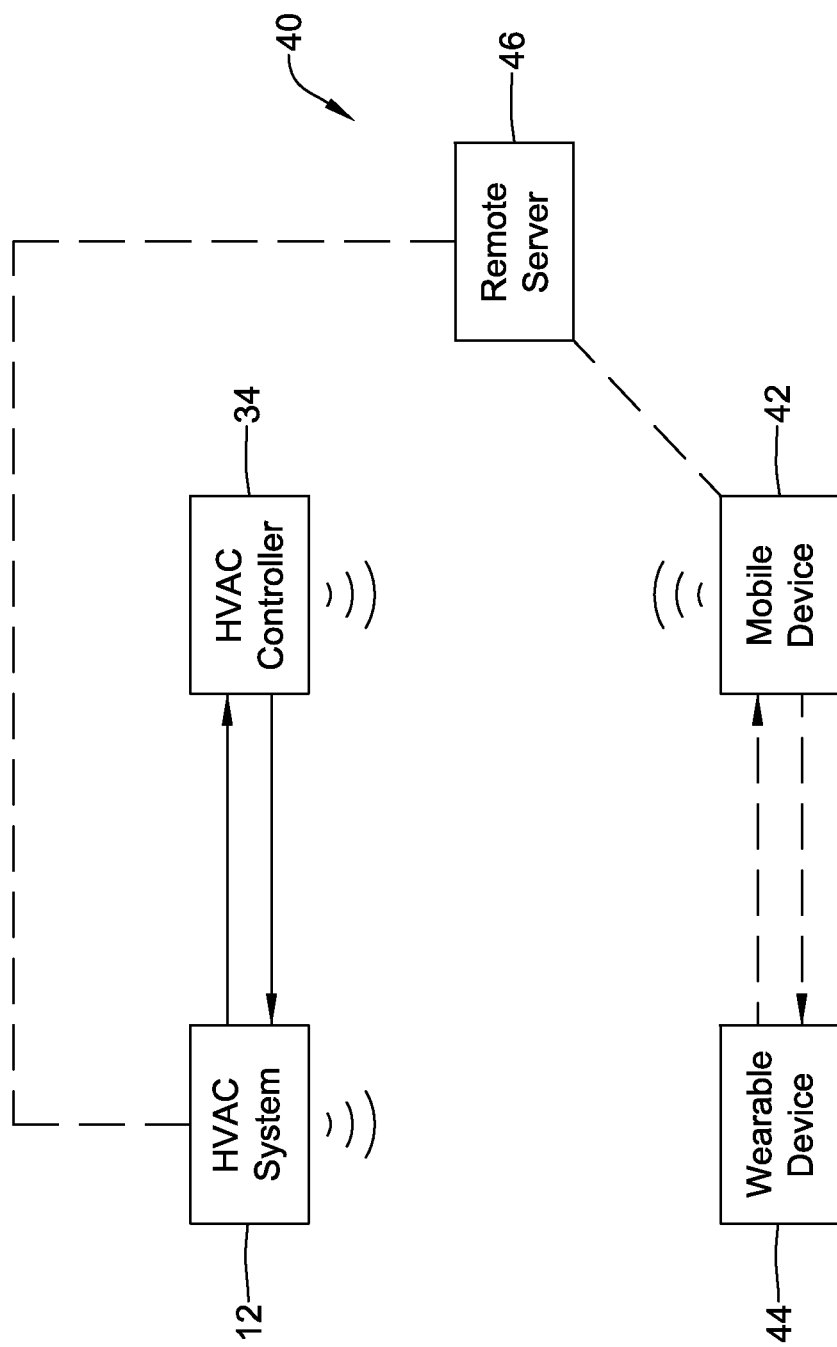 40
HVAC
System
12
HVAC
Controller
34
Remote
Server
46
Wearable
Device
44
Mobile
Device
42